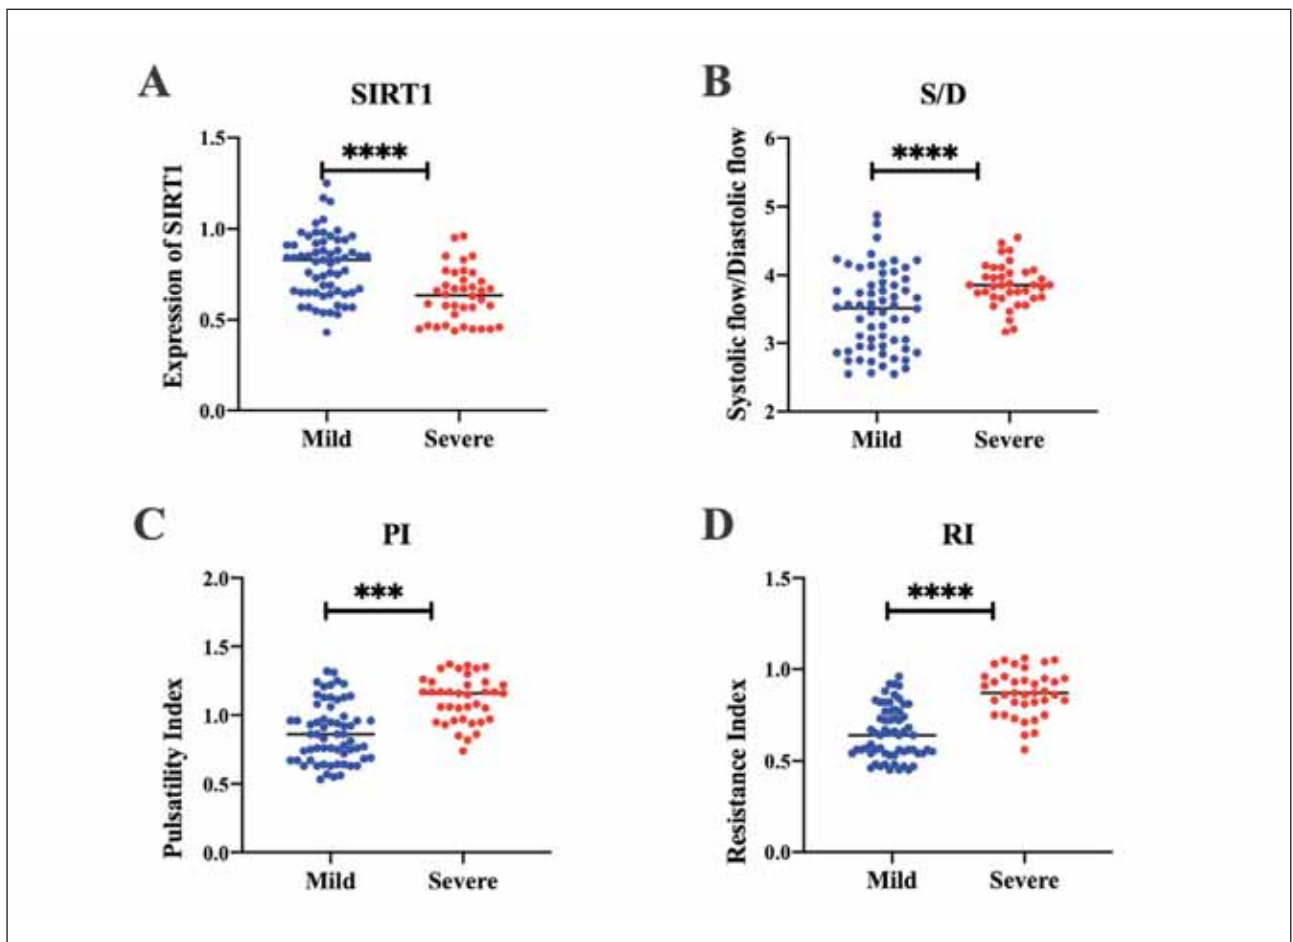 A
SIRT1
Expression of SIRT1
1.5
1.0
0.5
0.0
****
Mild
Severe
B
S/D
Systolic flow/Diastolic flow
6
5
4
3
2
****
Mild
Severe
C
PI
Pulsatility Index
2.0
1.5
1.0
0.5
0.0
***
Mild
Severe
D
RI
Resistance Index
1.5
1.0
0.5
0.0
****
Mild
Severe